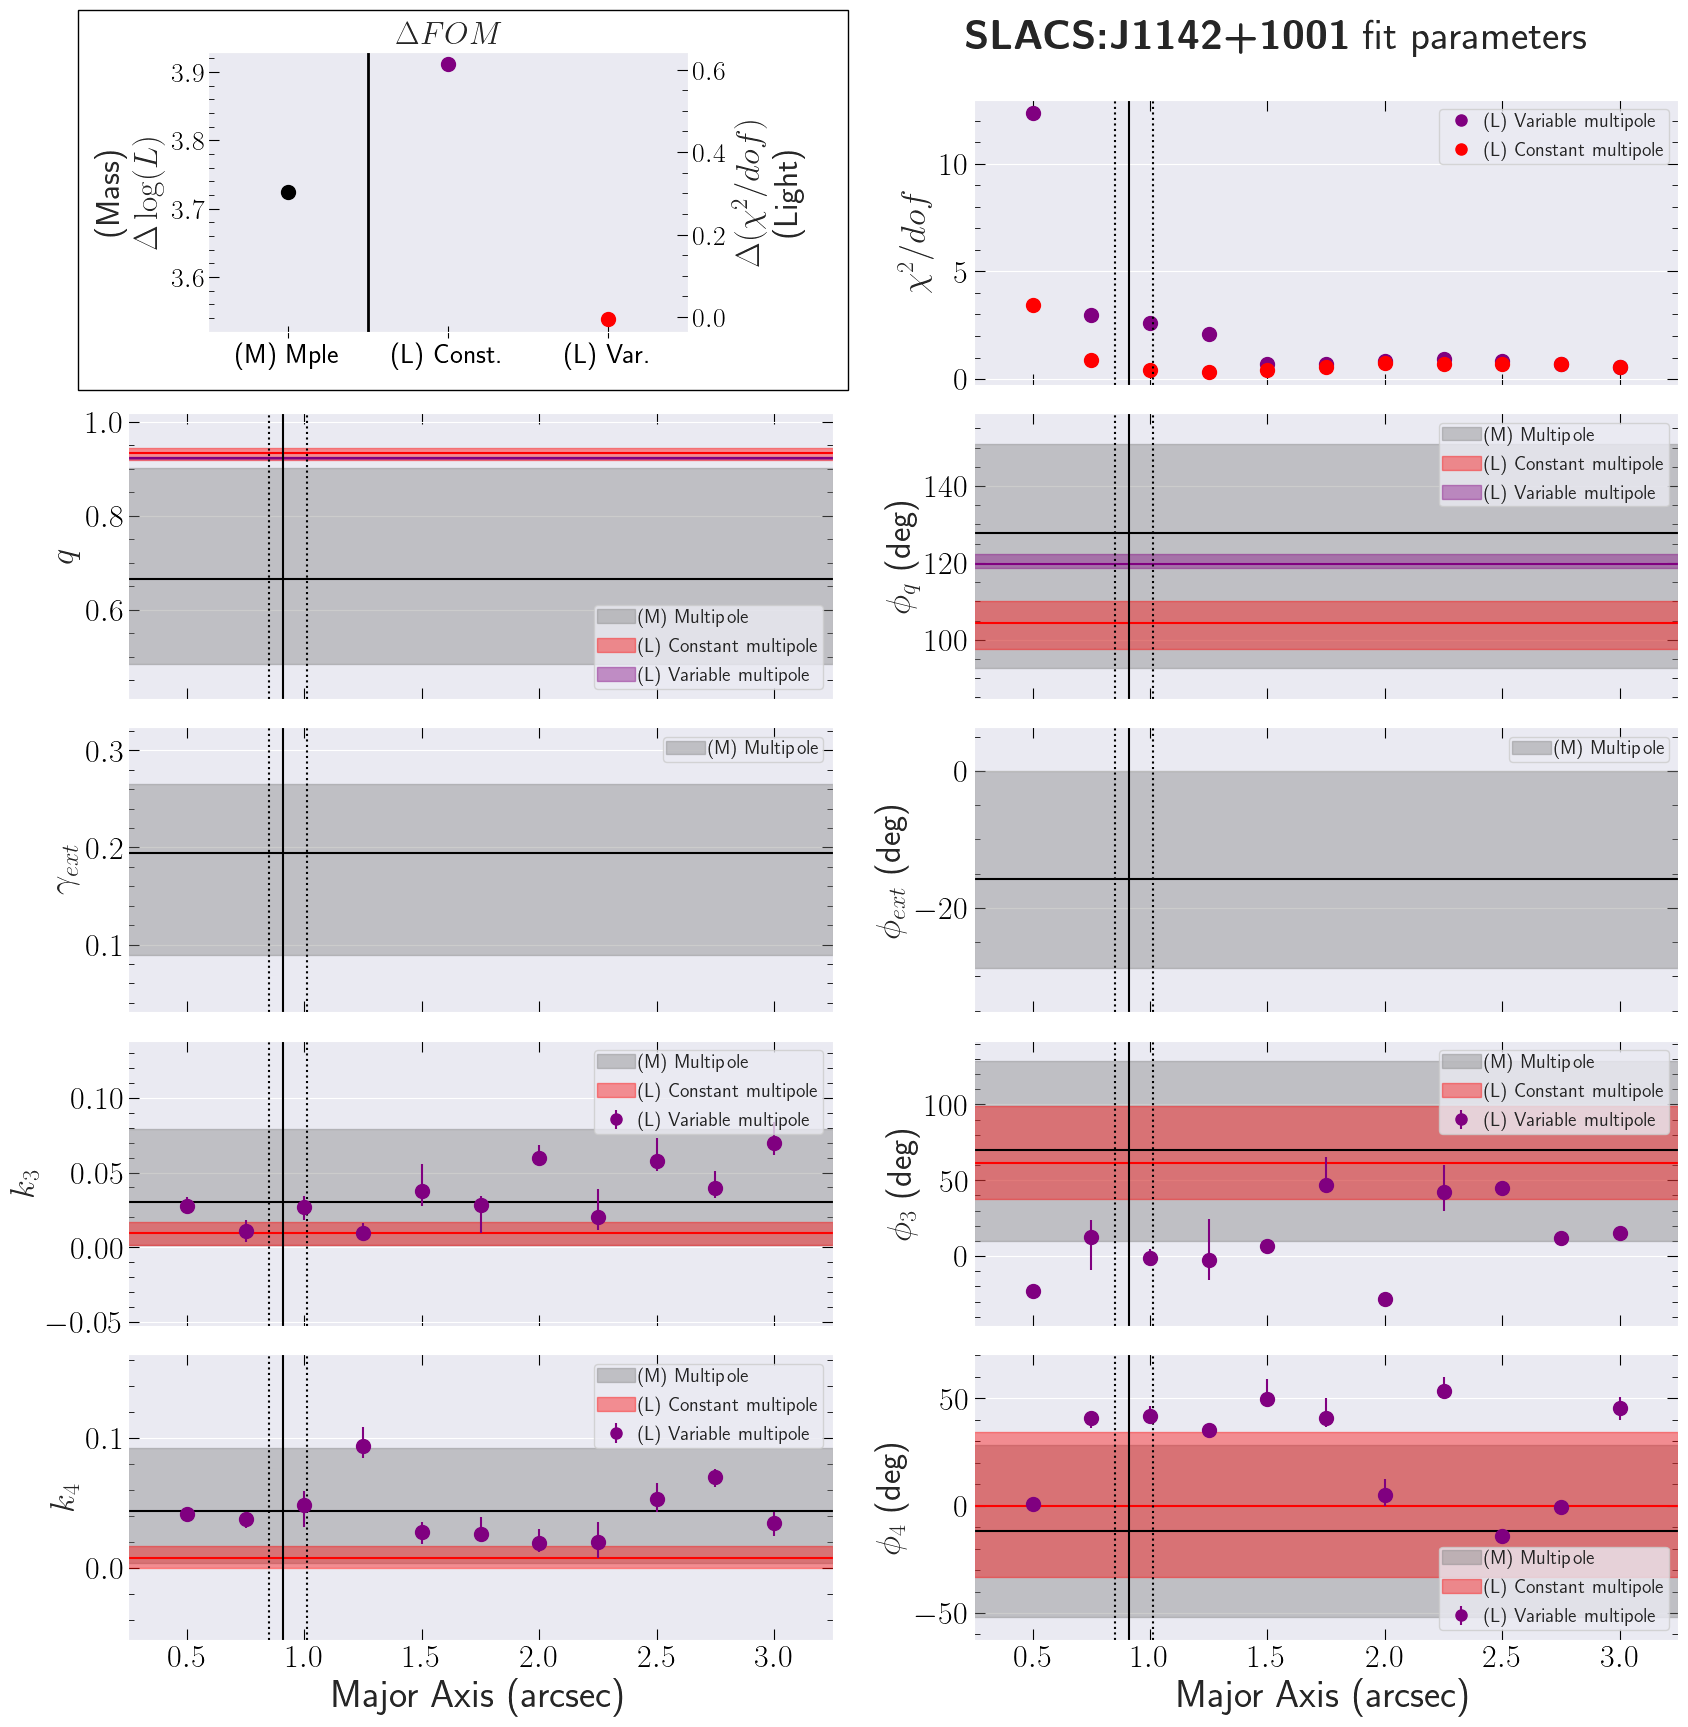 SLACS:J1142+1001 fit parameters
ΔFOM
(Mass)
Δ log(L)
3.9
3.8
3.7
3.6
0.6
0.4
0.2
0.0
Δ(χ²/dof)
(Light)
(M) Mple
(L) Const.
(L) Var.
χ²/dof
10
5
0
(L) Variable multipole
(L) Constant multipole
q
1.0
0.8
0.6
(M) Multipole
(L) Constant multipole
(L) Variable multipole
ϕ_q (deg)
140
120
100
(M) Multipole
(L) Constant multipole
(L) Variable multipole
γ_ext
0.3
0.2
0.1
(M) Multipole
ϕ_ext (deg)
0
−20
(M) Multipole
k₃
0.10
0.05
0.00
−0.05
(M) Multipole
(L) Constant multipole
(L) Variable multipole
ϕ₃ (deg)
100
50
0
(M) Multipole
(L) Constant multipole
(L) Variable multipole
k₄
0.1
0.0
(M) Multipole
(L) Constant multipole
(L) Variable multipole
0.5 1.0 1.5 2.0 2.5 3.0
Major Axis (arcsec)
ϕ₄ (deg)
50
0
−50
(M) Multipole
(L) Constant multipole
(L) Variable multipole
0.5 1.0 1.5 2.0 2.5 3.0
Major Axis (arcsec)